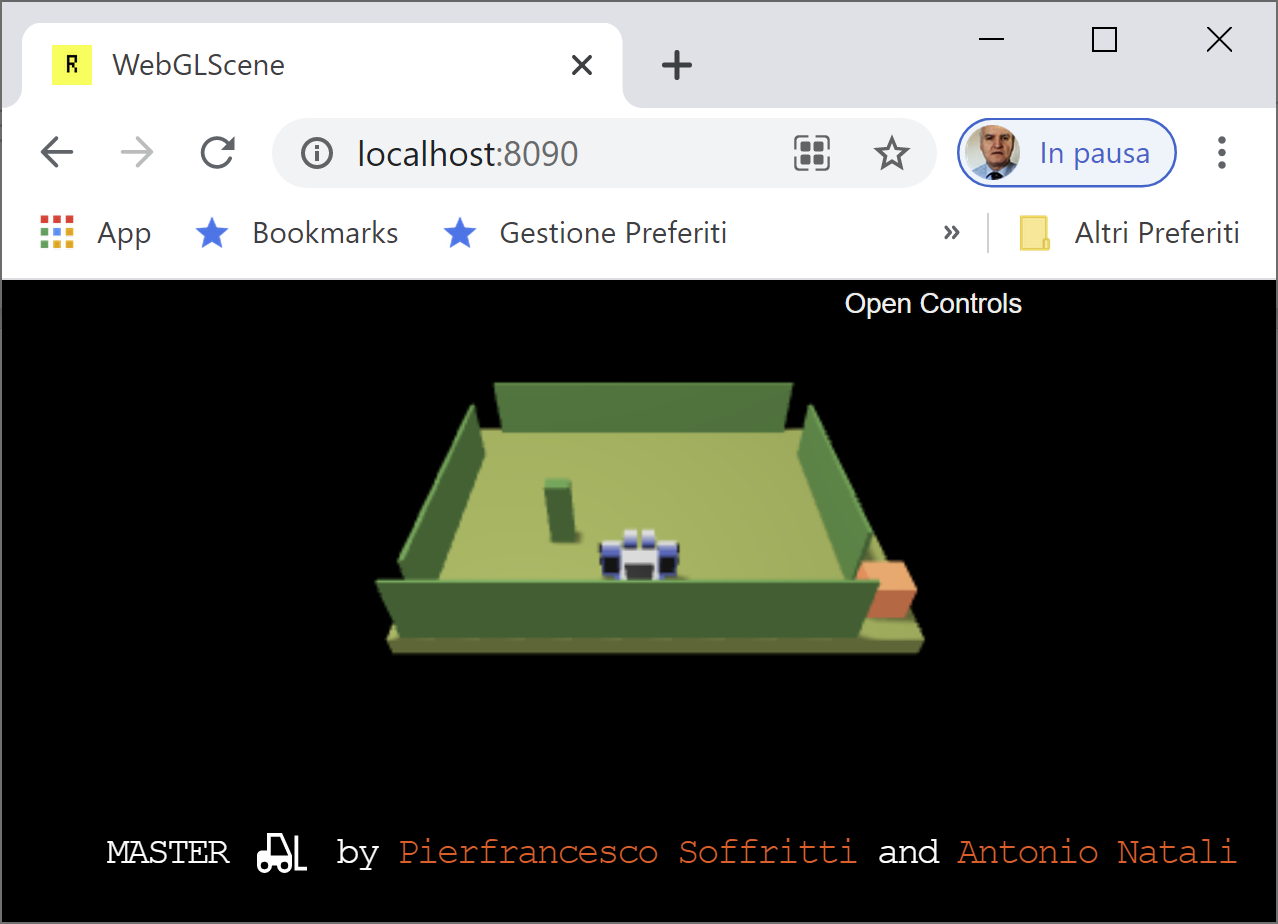 R WebGLScene
localhost:8090 In pausa
App Bookmarks Gestione Preferiti » Altri Preferiti
Open Controls
MASTER by Pierfrancesco Soffritti and Antonio Natali